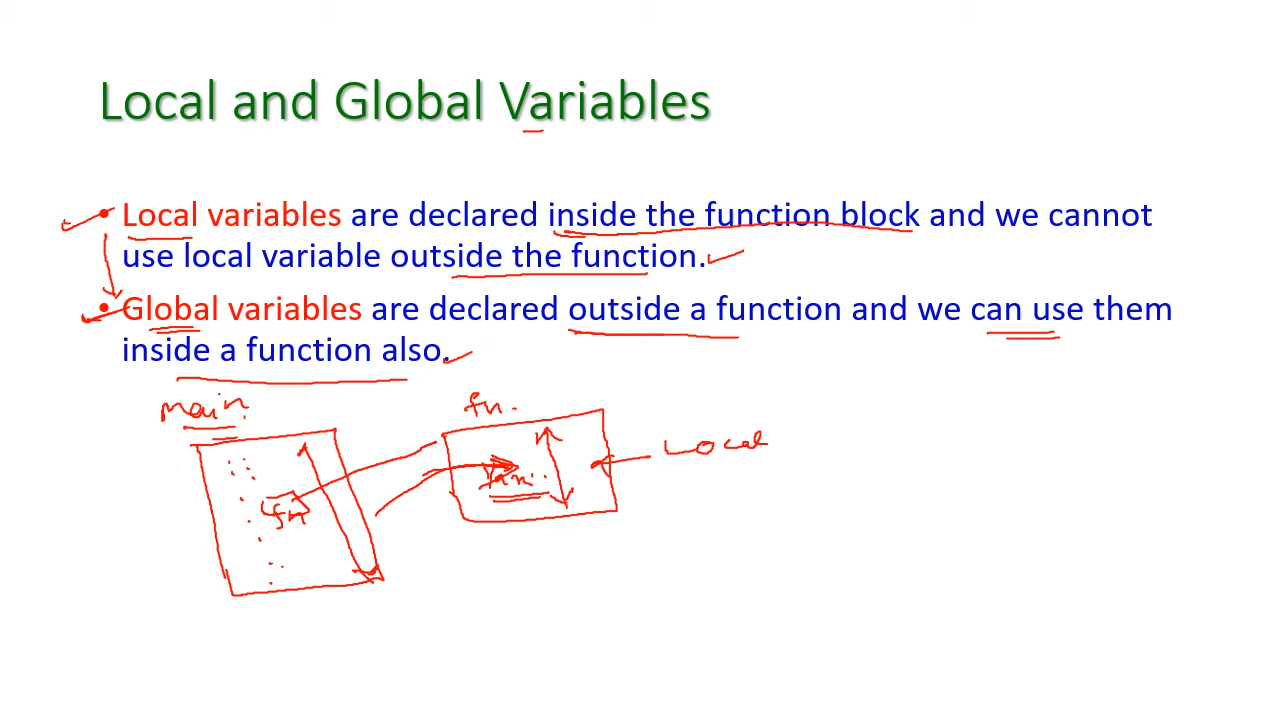 Local and Global Variables
• Local variables are declared inside the function block and we cannot
use local variable outside the function.
• Global variables are declared outside a function and we can use them
inside a function also.
main
fn.
Local
fn